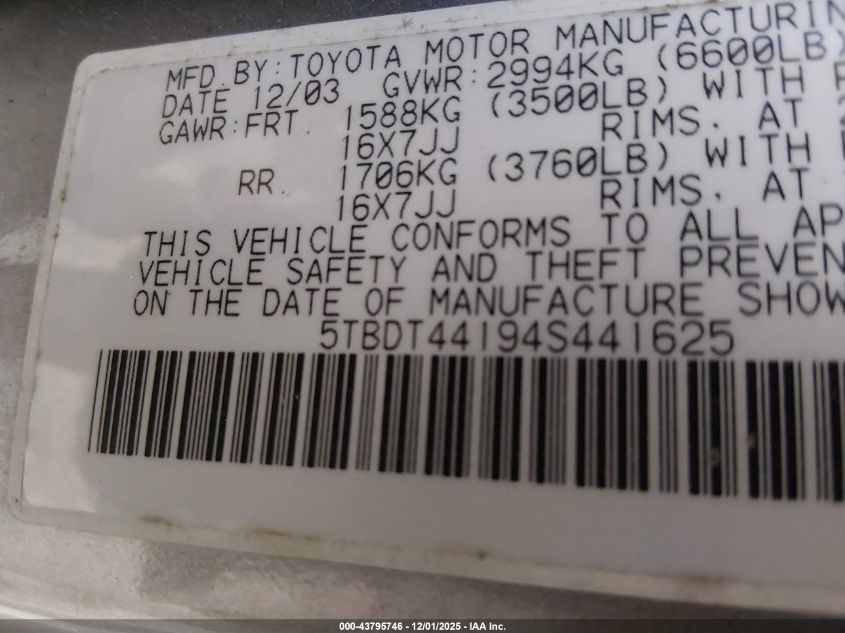 MFD. BY: TOYOTA MOTOR MANUFACTURIN
DATE 12/03 GVWR: 2994KG (6600LB)
GAWR: FRT. 1588KG (3500LB) WITH
16X7JJ RIMS. AT
RR. 1706KG (3760LB) WITH
16X7JJ RIMS. AT
THIS VEHICLE CONFORMS TO ALL AP
VEHICLE SAFETY AND THEFT PREVEN
ON THE DATE OF MANUFACTURE SHOW
5TBDT44194S441625
000-43795746 - 12/01/2025 - IAA Inc.